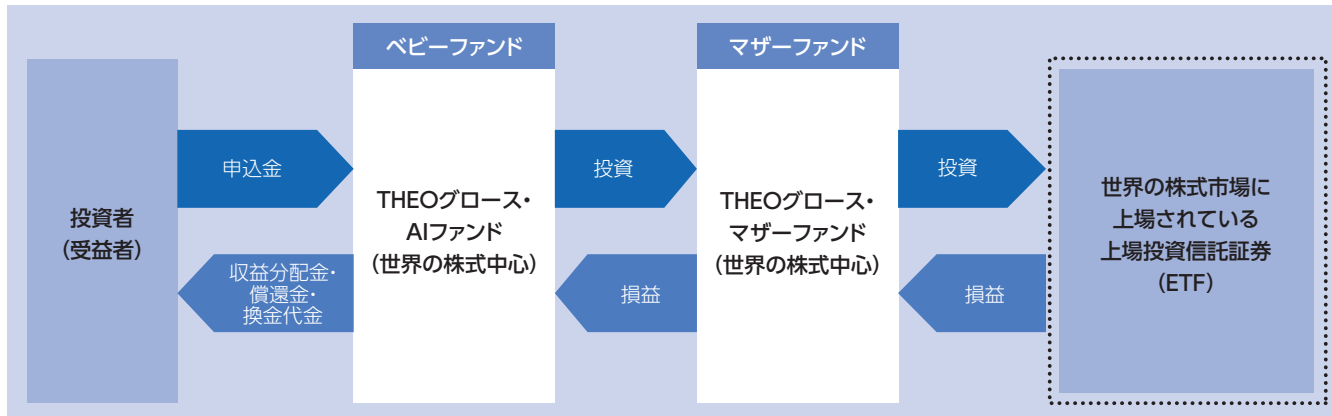 ベビーファンド
マザーファンド
投資者
(受益者)
申込金
収益分配金・
償還金・
換金代金
THEOグロース・
AIファンド
(世界の株式中心)
投資
損益
THEOグロース・
マザーファンド
(世界の株式中心)
投資
損益
世界の株式市場に
上場されている
上場投資信託証券
(ETF)